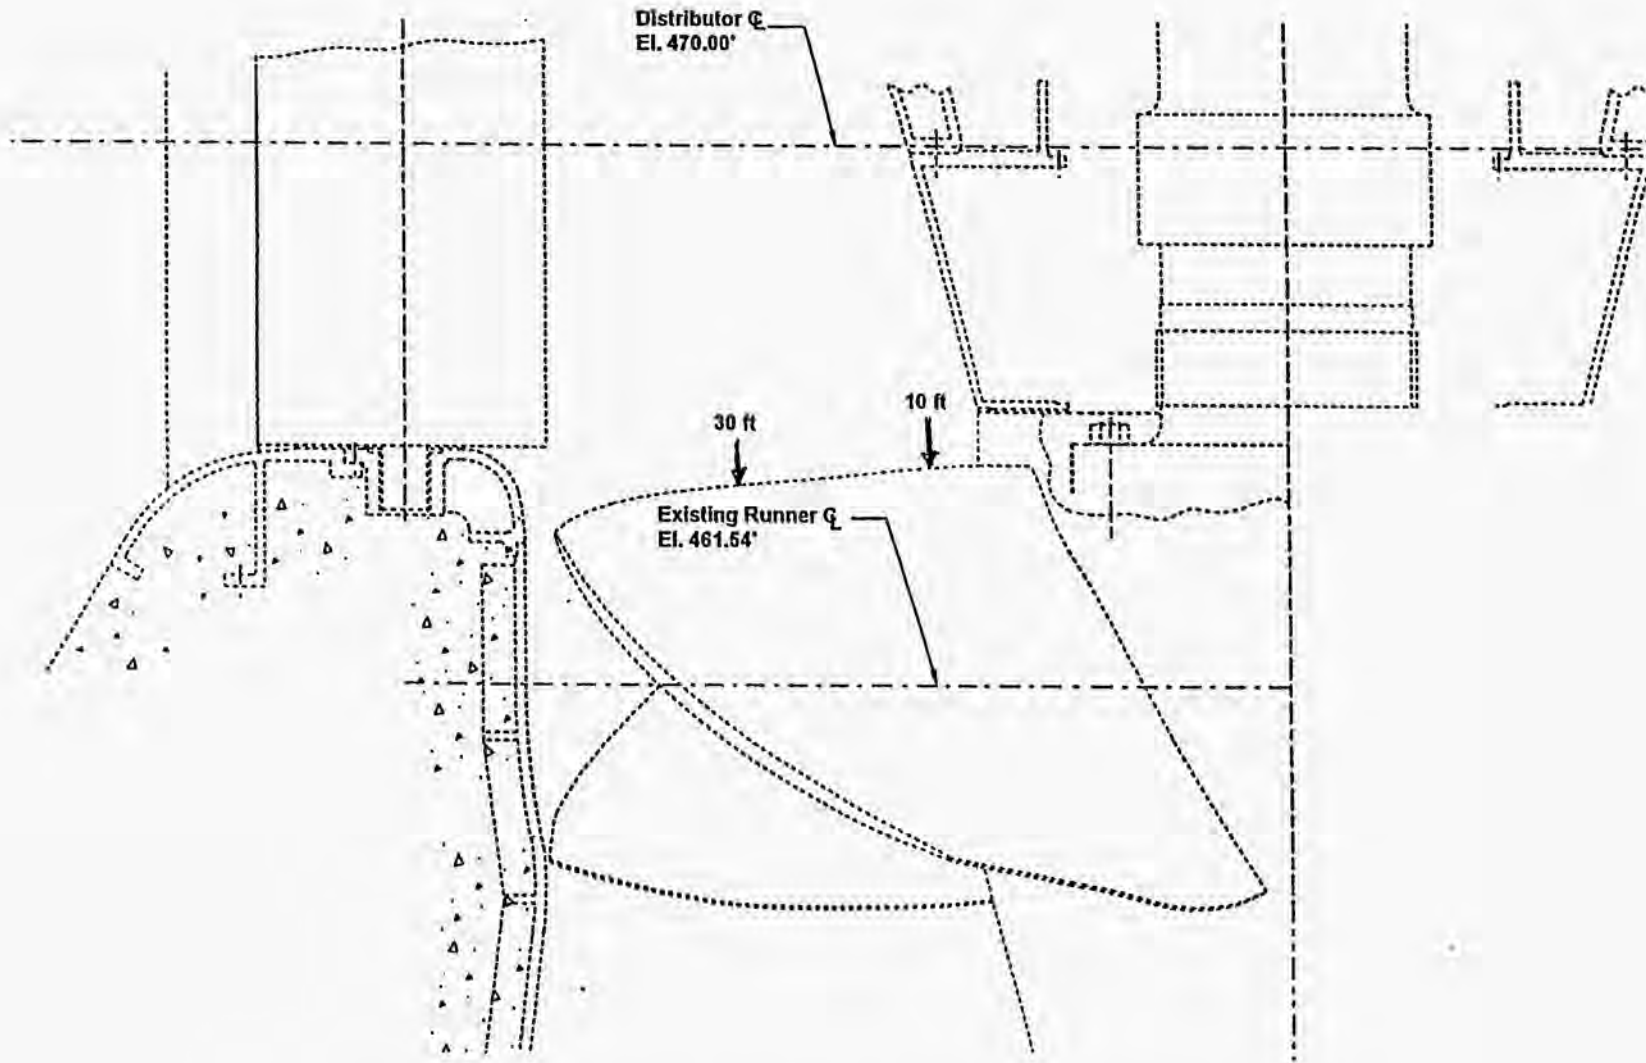 Distributor ℄
El. 470.00'
10 ft
30 ft
Existing Runner ℄
El. 461.54'